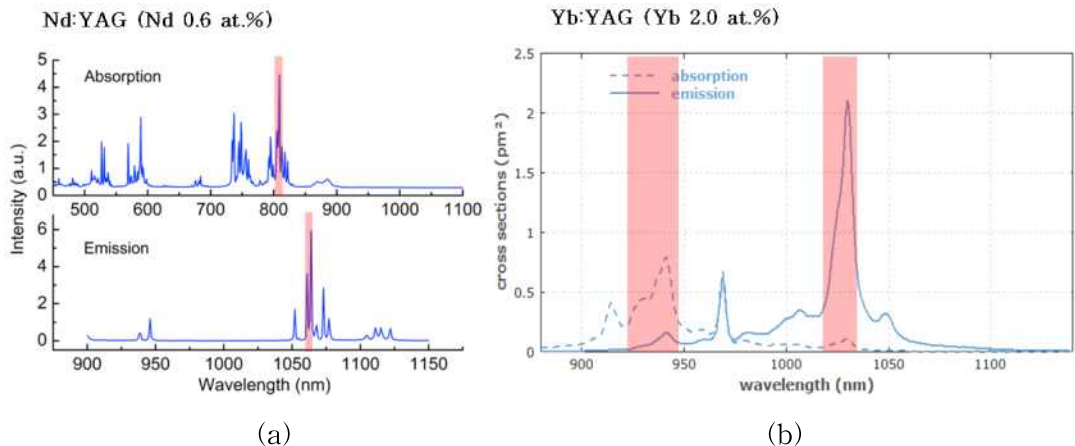 Nd:YAG (Nd 0.6 at.%)
Absorption
Intensity (a.u.)
5
4
3
2
1
0
500 600 700 800 900 1000 1100
Emission
6
4
2
0
900 950 1000 1050 1100 1150
Wavelength (nm)
(a)
Yb:YAG (Yb 2.0 at.%)
absorption
emission
cross sections (pm²)
2.5
2
1.5
1
0.5
0
900 950 1000 1050 1100
wavelength (nm)
(b)